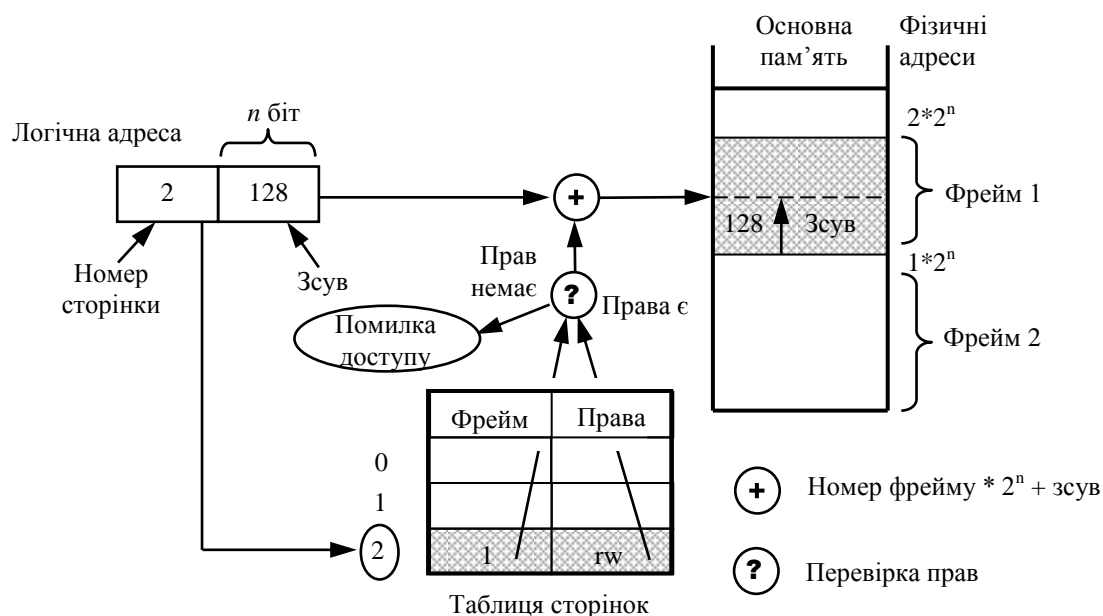 Основна
пам’ять
Фізичні
адреси
Логічна адреса
n біт
2
128
2*2ⁿ
Фрейм 1
128
Зсув
1*2ⁿ
Фрейм 2
Номер
сторінки
Зсув
+
Прав
немає
?
Права є
Помилка
доступу
Фрейм
Права
0
1
2
1
rw
Таблиця сторінок
+
Номер фрейму * 2ⁿ + зсув
?
Перевірка прав